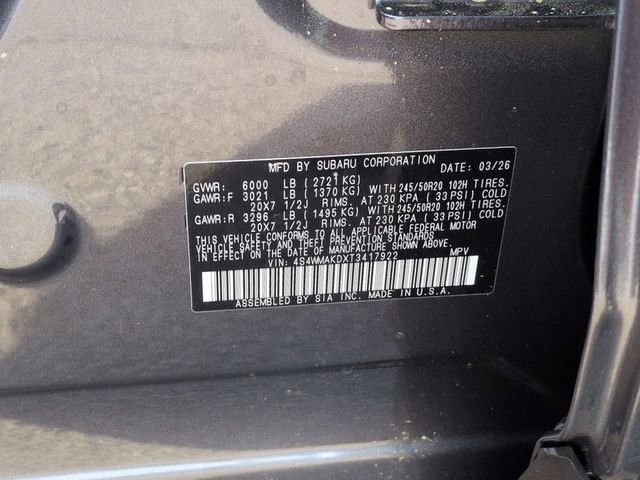 MFD BY SUBARU CORPORATION DATE: 03/26
GVWR: 6000 LB (2721 KG)
GAWR:F 3021 LB (1370 KG) WITH 245/50R20 102H TIRES.
20X7 1/2J RIMS. AT 230 KPA (33 PSI) COLD
GAWR:R 3296 LB (1495 KG) WITH 245/50R20 102H TIRES.
20X7 1/2J RIMS. AT 230 KPA (33 PSI) COLD
THIS VEHICLE CONFORMS TO ALL APPLICABLE FEDERAL MOTOR
VEHICLE SAFETY AND BUMPER STANDARDS
IN EFFECT ON THE DATE OF MANUFACTURE SHOWN ABOVE.
VIN: 4S4WMAKDXT3417922 MPV
ASSEMBLED BY SIA INC. MADE IN U.S.A.